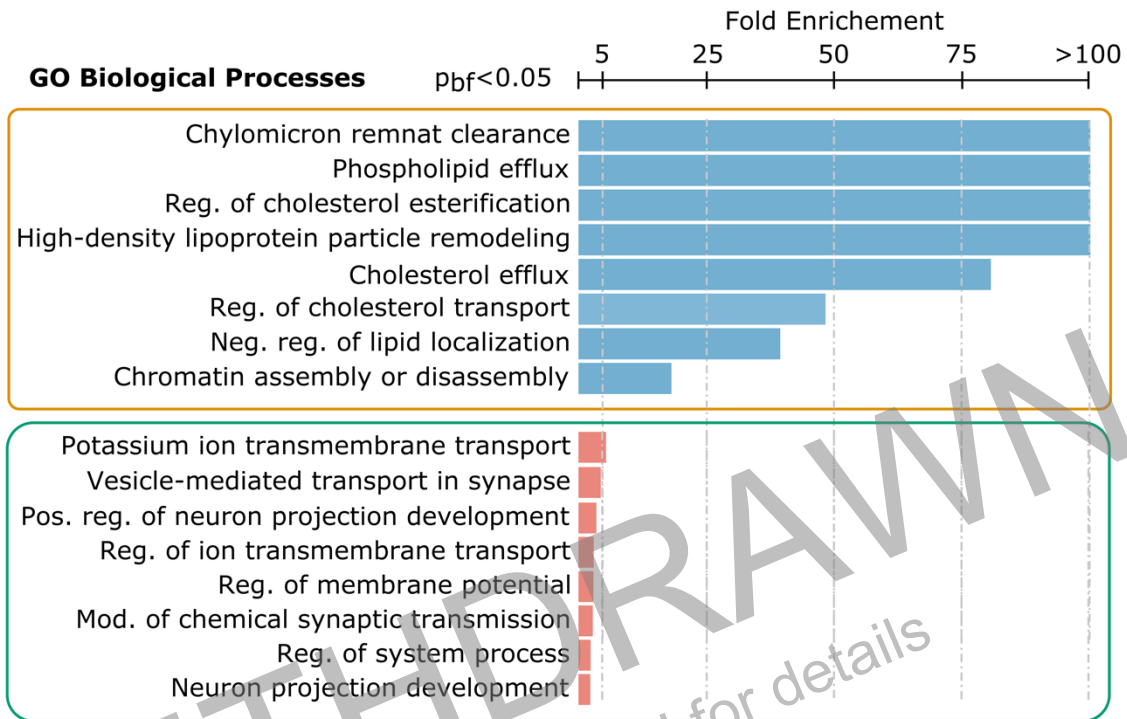 Fold Enrichement
5 25 50 75 >100
GO Biological Processes pbf<0.05
Chylomicron remnat clearance
Phospholipid efflux
Reg. of cholesterol esterification
High-density lipoprotein particle remodeling
Cholesterol efflux
Reg. of cholesterol transport
Neg. reg. of lipid localization
Chromatin assembly or disassembly
Potassium ion transmembrane transport
Vesicle-mediated transport in synapse
Pos. reg. of neuron projection development
Reg. of ion transmembrane transport
Reg. of membrane potential
Mod. of chemical synaptic transmission
Reg. of system process
Neuron projection development
THDRAWN
for details